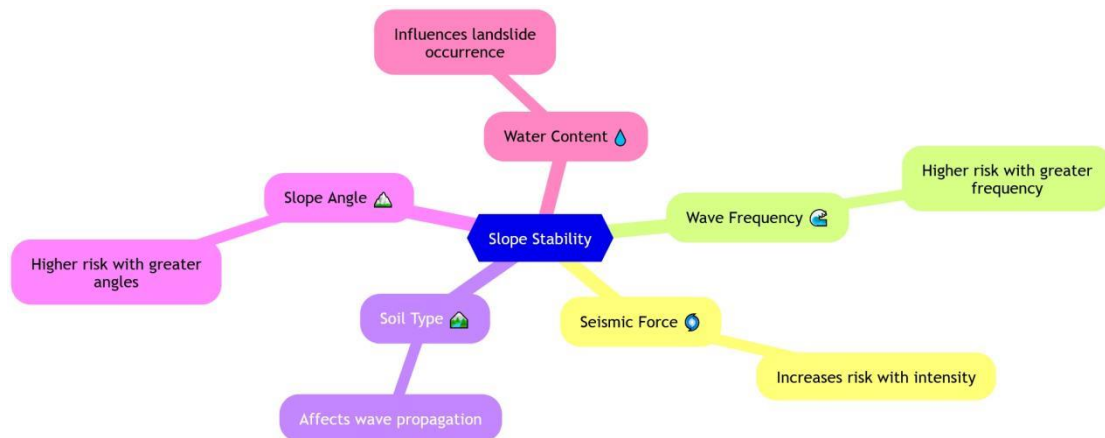 Influences landslide
occurrence
Water Content 💧
Higher risk with greater
frequency
Slope Angle 🏔️
Wave Frequency 🌊
Slope Stability
Higher risk with greater
angles
Soil Type 🏞️
Seismic Force 🌀
Increases risk with intensity
Affects wave propagation